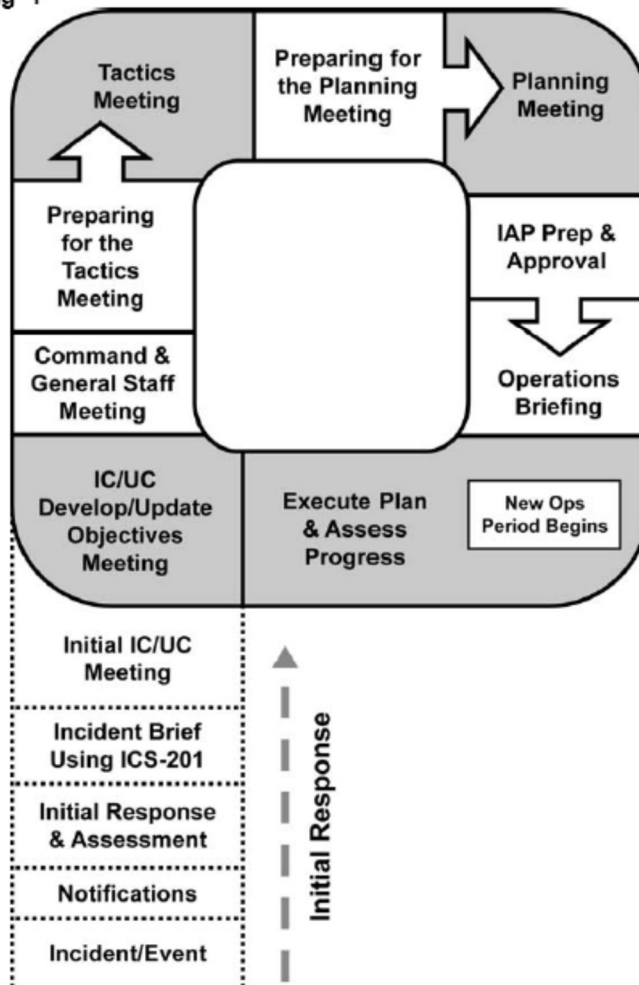 Tactics
Meeting
Preparing for
the Planning
Meeting
Planning
Meeting
Preparing
for the
Tactics
Meeting
IAP Prep &
Approval
Command &
General Staff
Meeting
Operations
Briefing
IC/UC
Develop/Update
Objectives
Meeting
Execute Plan
& Assess
Progress
New Ops
Period Begins
Initial IC/UC
Meeting
Incident Brief
Using ICS-201
Initial Response
& Assessment
Notifications
Incident/Event
Initial Response